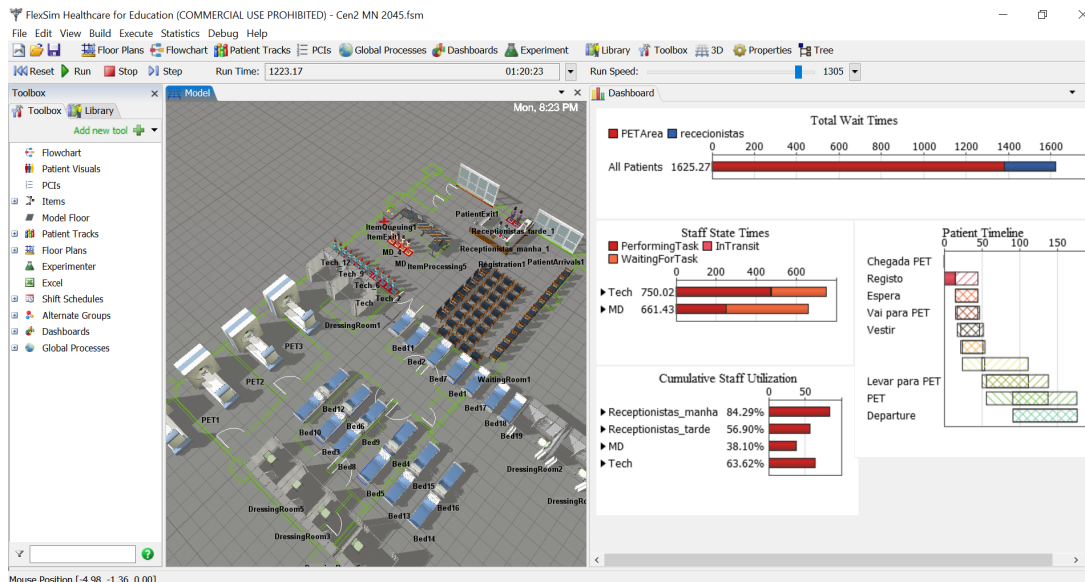 FlexSim Healthcare for Education (COMMERCIAL USE PROHIBITED) - Cen2 MN 2045.fsm
File Edit View Build Execute Statistics Debug Help
Floor Plans Flowchart Patient Tracks PCIs Global Processes Dashboards Experiment Library Toolbox 3D Properties Tree
Reset Run Stop Step Run Time: 1223.17 01:20:23 Run Speed: 1305
Toolbox
Toolbox Library
Add new tool
Flowchart
Patient Visuals
PCIs
Items
Model Floor
Patient Tracks
Floor Plans
Experimenter
Excel
Shift Schedules
Alternate Groups
Dashboards
Global Processes
Model
Mon, 8:23 PM
PatientExit1
ItemQueuing1
Receptionistas_tarde_1
ItemExit1
Receptionistas_manha_1
MD_4
Tech_12
MD
ItemProcessing5
Registration1
PatientArrivals1
Tech_9
Tech_6
Tech
Tech_2
DressingRoom1
PET3
Bed11
Bed2
PET2
Bed7
WaitingRoom1
Bed1
PET1
Bed12
Bed17
Bed10
Bed6
Bed18
Bed9
Bed19
Bed3
Bed8
Bed4
DressingRoom2
Bed5
Bed15
DressingRoom5
Bed16
Bed13
DressingRoom3
Bed14
Dashboard
Total Wait Times
PETArea rececionistas
0 200 400 600 800 1000 1200 1400 1600
All Patients 1625.27
Staff State Times
PerformingTask InTransit
WaitingForTask
0 200 400 600
Tech 750.02
MD 661.43
Patient Timeline
0 50 100 150
Chegada PET
Registo
Espera
Vai para PET
Vestir
Levar para PET
PET
Departure
Cumulative Staff Utilization
0 50
Receptionistas_manha 84.29%
Receptionistas_tarde 56.90%
MD 38.10%
Tech 63.62%
Mouse Position [-4.98, -1.36, 0.00]